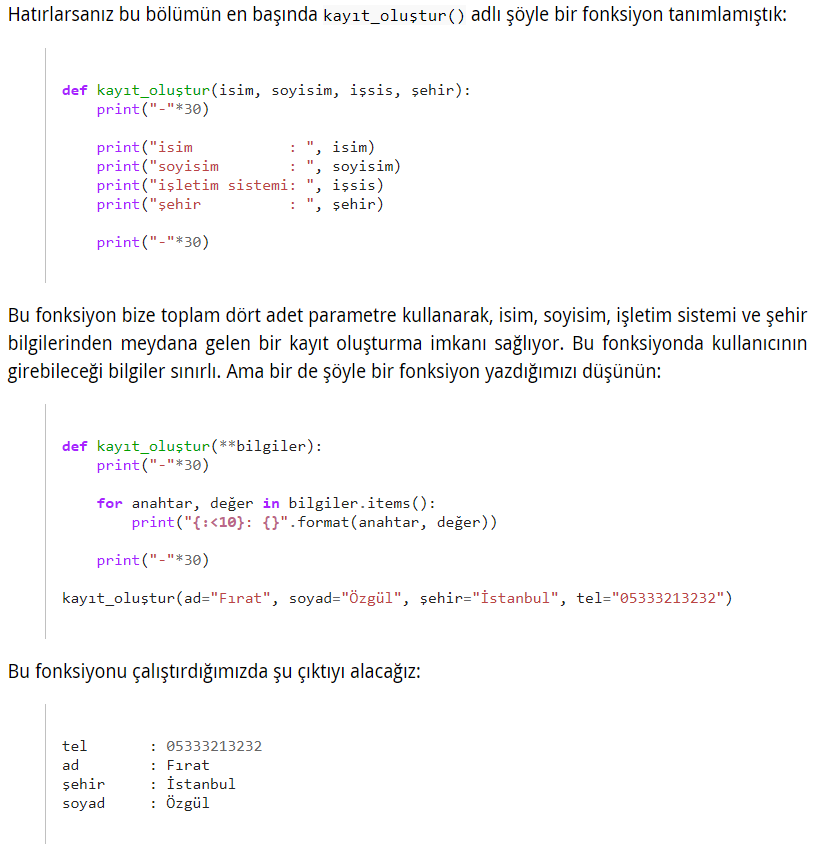 Hatırlarsanız bu bölümün en başında kayıt_oluştur() adlı şöyle bir fonksiyon tanımlamıştık:
def kayıt_oluştur(isim, soyisim, işsis, şehir):
    print("-"*30)
    print("isim           : ", isim)
    print("soyisim        : ", soyisim)
    print("işletim sistemi: ", işsis)
    print("şehir          : ", şehir)
    print("-"*30)
Bu fonksiyon bize toplam dört adet parametre kullanarak, isim, soyisim, işletim sistemi ve şehir
bilgilerinden meydana gelen bir kayıt oluşturma imkanı sağlıyor. Bu fonksiyonda kullanıcının
girebileceği bilgiler sınırlı. Ama bir de şöyle bir fonksiyon yazdığımızı düşünün:
def kayıt_oluştur(**bilgiler):
    print("-"*30)
    for anahtar, değer in bilgiler.items():
        print("{:<10}: {}".format(anahtar, değer))
    print("-"*30)
kayıt_oluştur(ad="Fırat", soyad="Özgül", şehir="İstanbul", tel="05333213232")
Bu fonksiyonu çalıştırdığımızda şu çıktıyı alacağız:
tel       : 05333213232
ad        : Fırat
şehir     : İstanbul
soyad     : Özgül